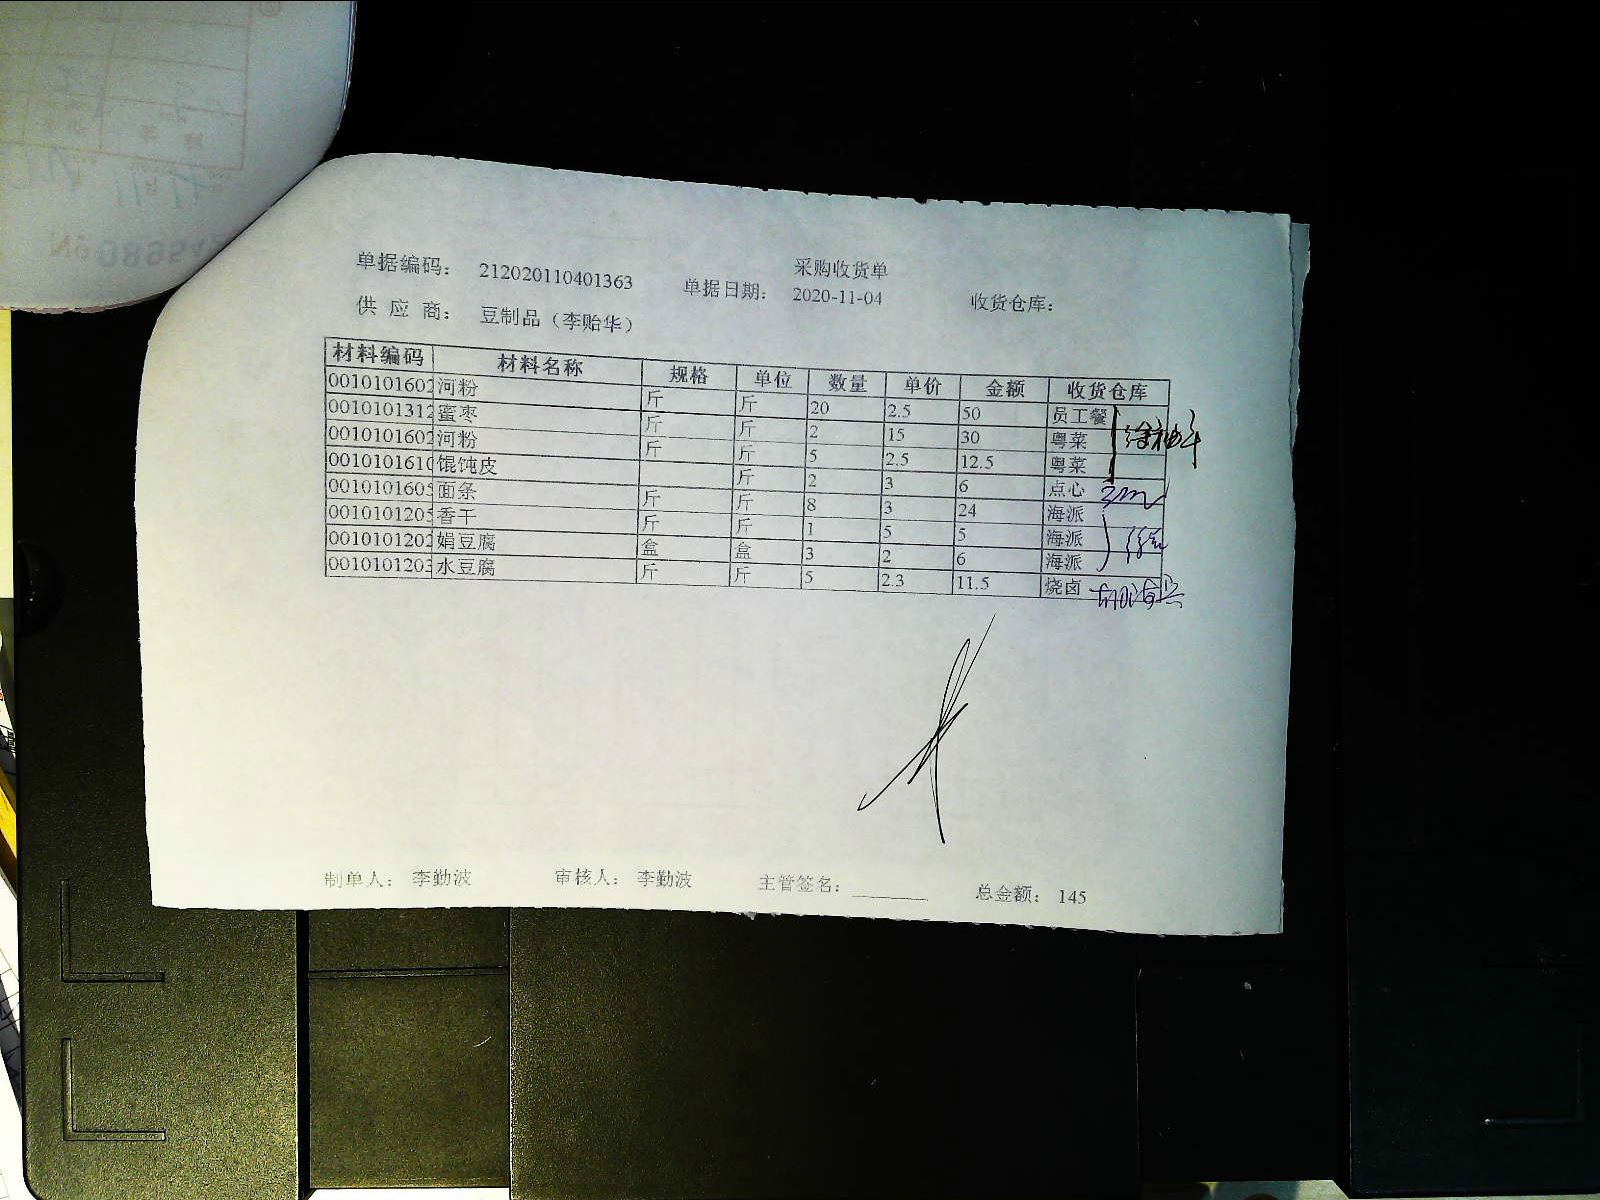 采购收货单
单据编码： 212020110401363 单据日期： 2020-11-04 收货仓库：
供 应 商： 豆制品（李贻华）
材料编码 材料名称 规格 单位 数量 单价 金额 收货仓库
0010101602 河粉 斤 斤 20 2.5 50 员工餐
0010101312 蜜枣 斤 斤 2 15 30 粤菜
0010101602 河粉 斤 斤 5 2.5 12.5 粤菜
001010161 馄饨皮 斤 2 3 6 点心
001010160 面条 斤 斤 8 3 24 海派
001010120 香干 斤 斤 1 5 5 海派
0010101202 娟豆腐 盒 盒 3 2 6 海派
0010101203 水豆腐 斤 斤 5 2.3 11.5 烧卤
制单人： 李勤波 审核人： 李勤波 主管签名： 总金额： 145